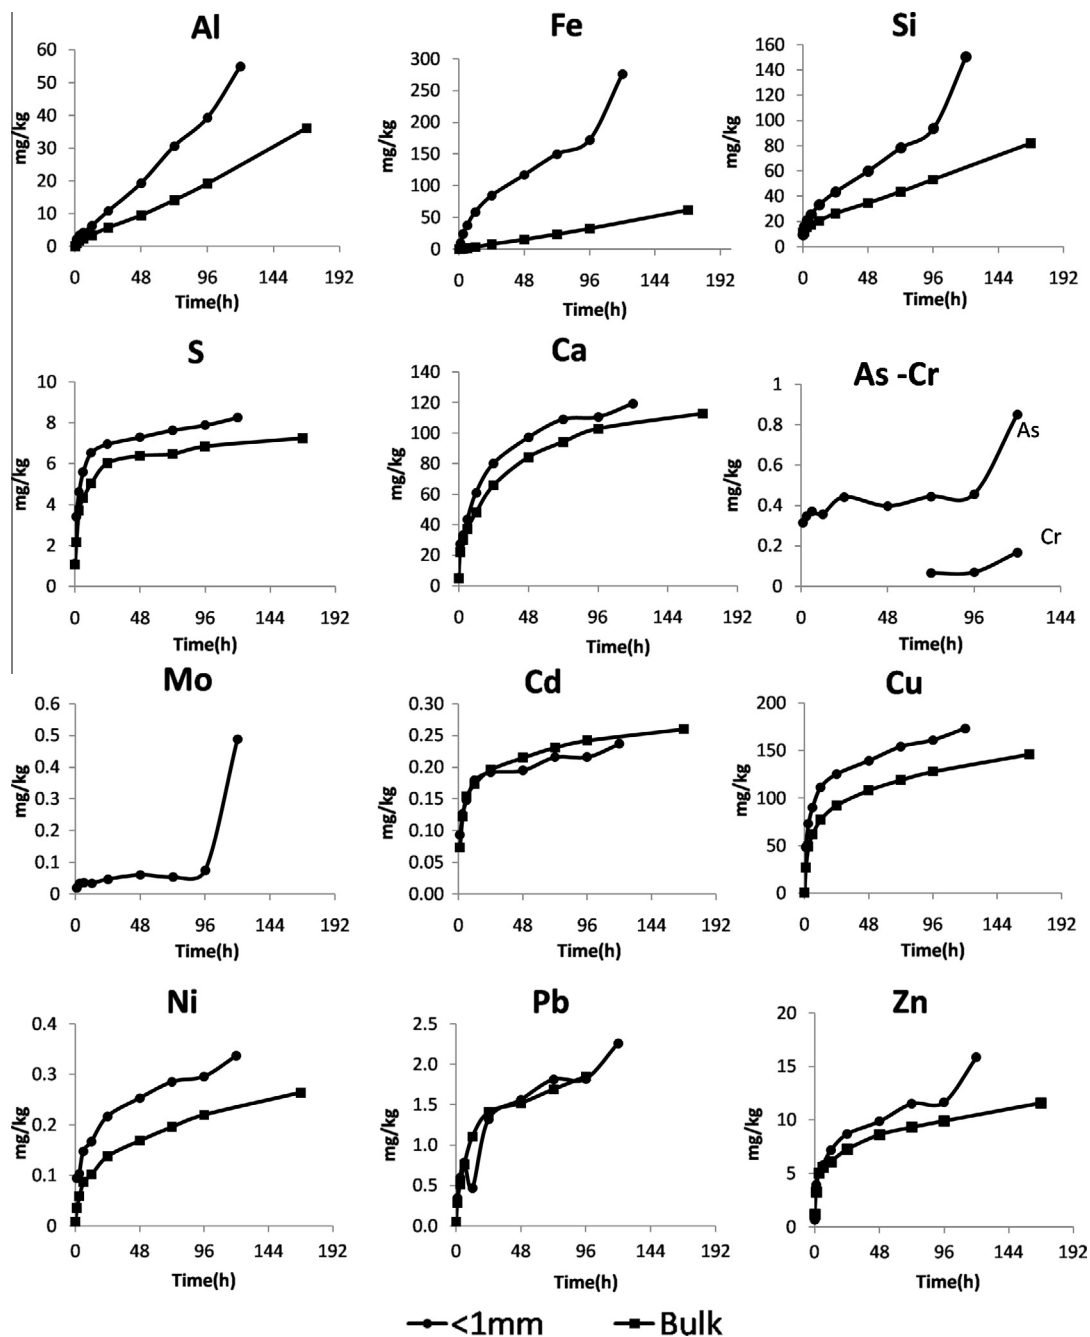 Al
60
50
40
30
20
10
0
mg/kg
0 48 96 144 192
Time(h)
Fe
300
250
200
150
100
50
0
mg/kg
0 48 96 144 192
Time(h)
Si
160
140
120
100
80
60
40
20
0
mg/kg
0 48 96 144 192
Time(h)
S
10
8
6
4
2
0
mg/kg
0 48 96 144 192
Time(h)
Ca
140
120
100
80
60
40
20
0
mg/kg
0 48 96 144 192
Time(h)
As -Cr
1
0.8
0.6
0.4
0.2
0
mg/kg
As
Cr
0 48 96 144
Time(h)
Mo
0.6
0.5
0.4
0.3
0.2
0.1
0
mg/kg
0 48 96 144 192
Time(h)
Cd
0.30
0.25
0.20
0.15
0.10
0.05
0.00
mg/kg
0 48 96 144 192
Time(h)
Cu
200
150
100
50
0
mg/kg
0 48 96 144 192
Time(h)
Ni
0.4
0.3
0.2
0.1
0
mg/kg
0 48 96 144 192
Time(h)
Pb
2.5
2.0
1.5
1.0
0.5
0.0
mg/kg
0 48 96 144 192
Time(h)
Zn
20
15
10
5
0
mg/kg
0 48 96 144 192
Time(h)
<1mm Bulk